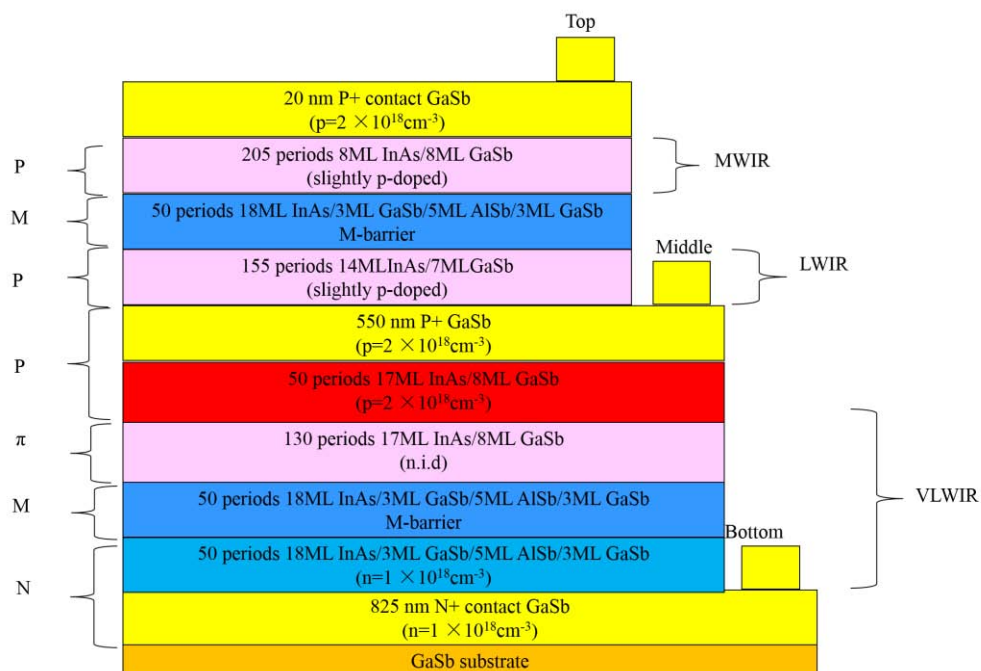 Top
20 nm P+ contact GaSb
(p=2 ×10¹⁸cm⁻³)
P
205 periods 8ML InAs/8ML GaSb
(slightly p-doped)
MWIR
M
50 periods 18ML InAs/3ML GaSb/5ML AlSb/3ML GaSb
M-barrier
Middle
P
155 periods 14MLInAs/7MLGaSb
(slightly p-doped)
LWIR
550 nm P+ GaSb
(p=2 ×10¹⁸cm⁻³)
P
50 periods 17ML InAs/8ML GaSb
(p=2 ×10¹⁸cm⁻³)
π
130 periods 17ML InAs/8ML GaSb
(n.i.d)
VLWIR
M
50 periods 18ML InAs/3ML GaSb/5ML AlSb/3ML GaSb
M-barrier
Bottom
N
50 periods 18ML InAs/3ML GaSb/5ML AlSb/3ML GaSb
(n=1 ×10¹⁸cm⁻³)
825 nm N+ contact GaSb
(n=1 ×10¹⁸cm⁻³)
GaSb substrate